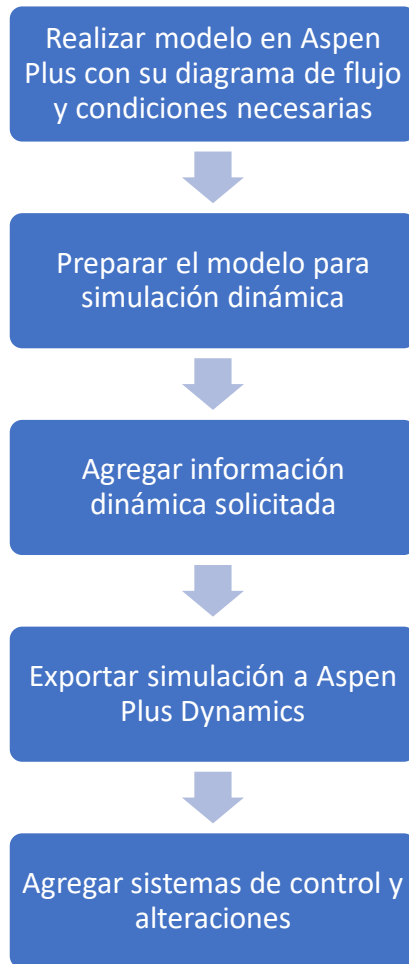 Realizar modelo en Aspen
Plus con su diagrama de flujo
y condiciones necesarias
Preparar el modelo para
simulación dinámica
Agregar información
dinámica solicitada
Exportar simulación a Aspen
Plus Dynamics
Agregar sistemas de control y
alteraciones